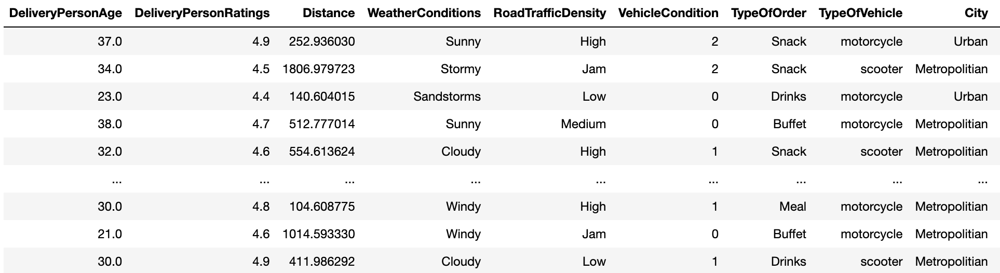 DeliveryPersonAge DeliveryPersonRatings Distance WeatherConditions RoadTrafficDensity VehicleCondition TypeOfOrder TypeOfVehicle City
37.0 4.9 252.936030 Sunny High 2 Snack motorcycle Urban
34.0 4.5 1806.979723 Stormy Jam 2 Snack scooter Metropolitian
23.0 4.4 140.604015 Sandstorms Low 0 Drinks motorcycle Urban
38.0 4.7 512.777014 Sunny Medium 0 Buffet motorcycle Metropolitian
32.0 4.6 554.613624 Cloudy High 1 Snack scooter Metropolitian
... ... ... ... ... ... ... ... ...
30.0 4.8 104.608775 Windy High 1 Meal motorcycle Metropolitian
21.0 4.6 1014.593330 Windy Jam 0 Buffet motorcycle Metropolitian
30.0 4.9 411.986292 Cloudy Low 1 Drinks scooter Metropolitian